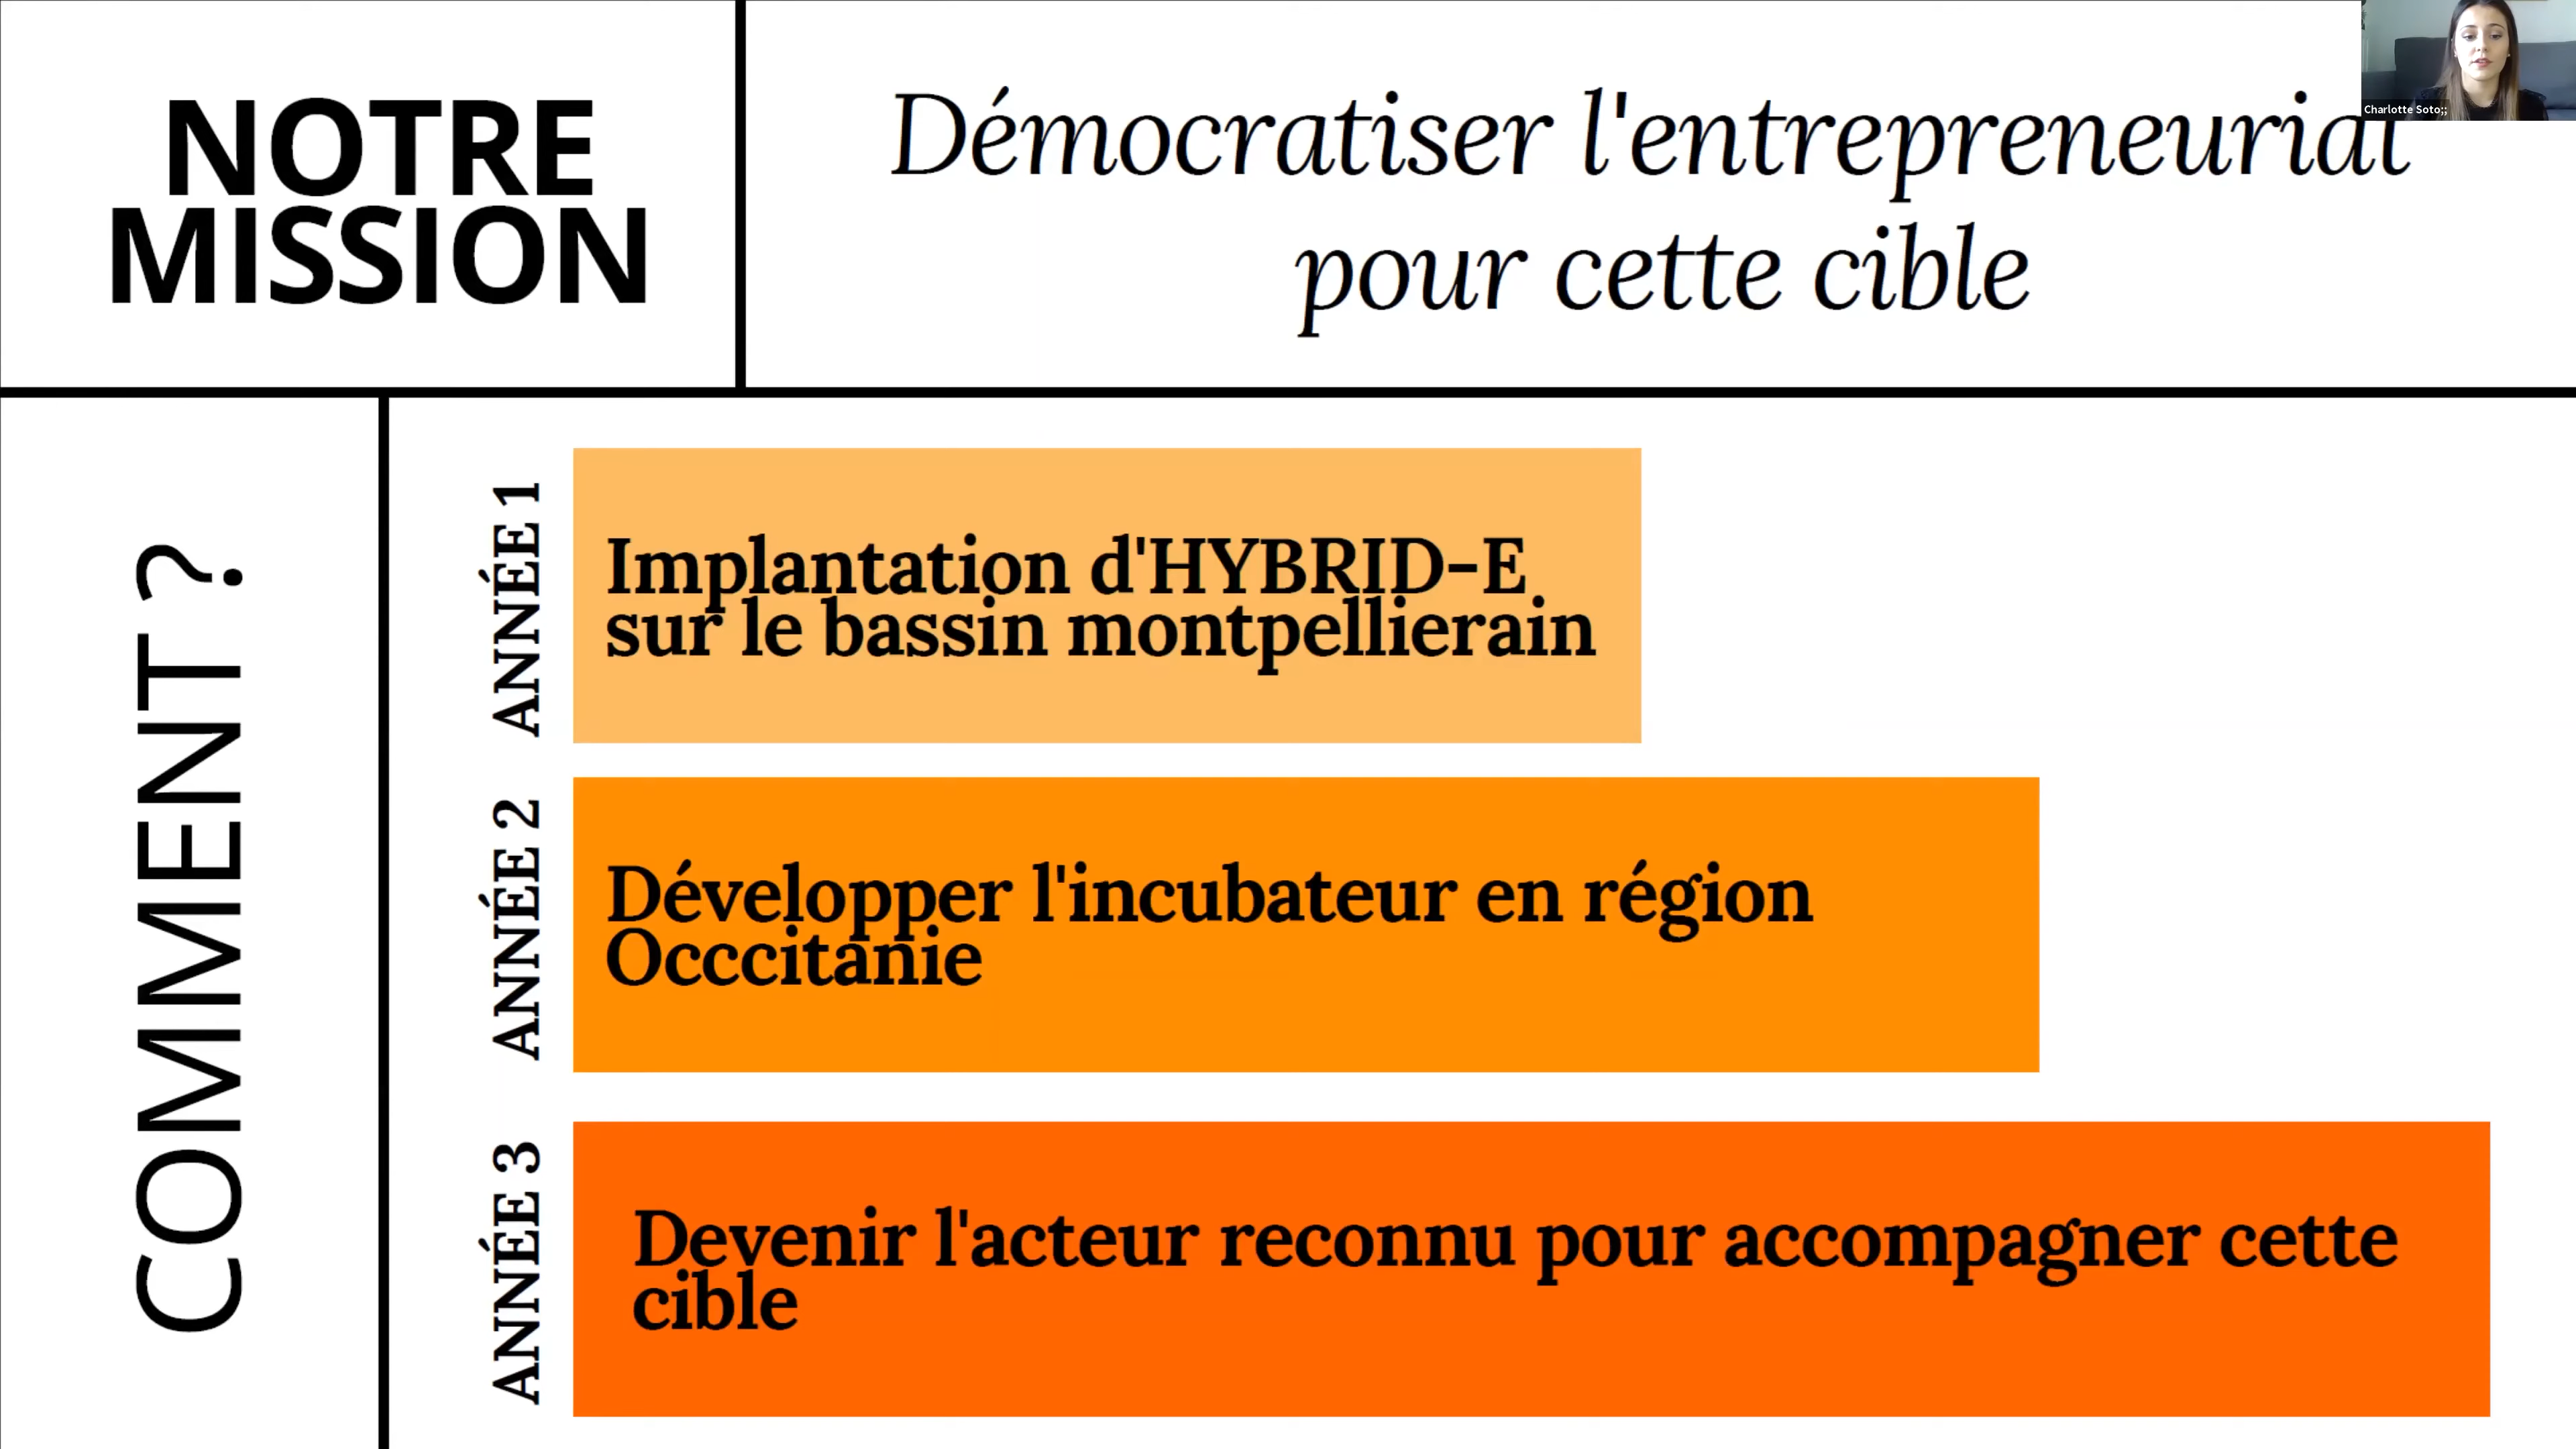 NOTRE
MISSION
Démocratiser l'entrepreneuriat
pour cette cible
Charlotte Soto;;
COMMENT ?
ANNÉE 1
Implantation d'HYBRID-E
sur le bassin montpellierain
ANNÉE 2
Développer l'incubateur en région
Occcitanie
ANNÉE 3
Devenir l'acteur reconnu pour accompagner cette
cible